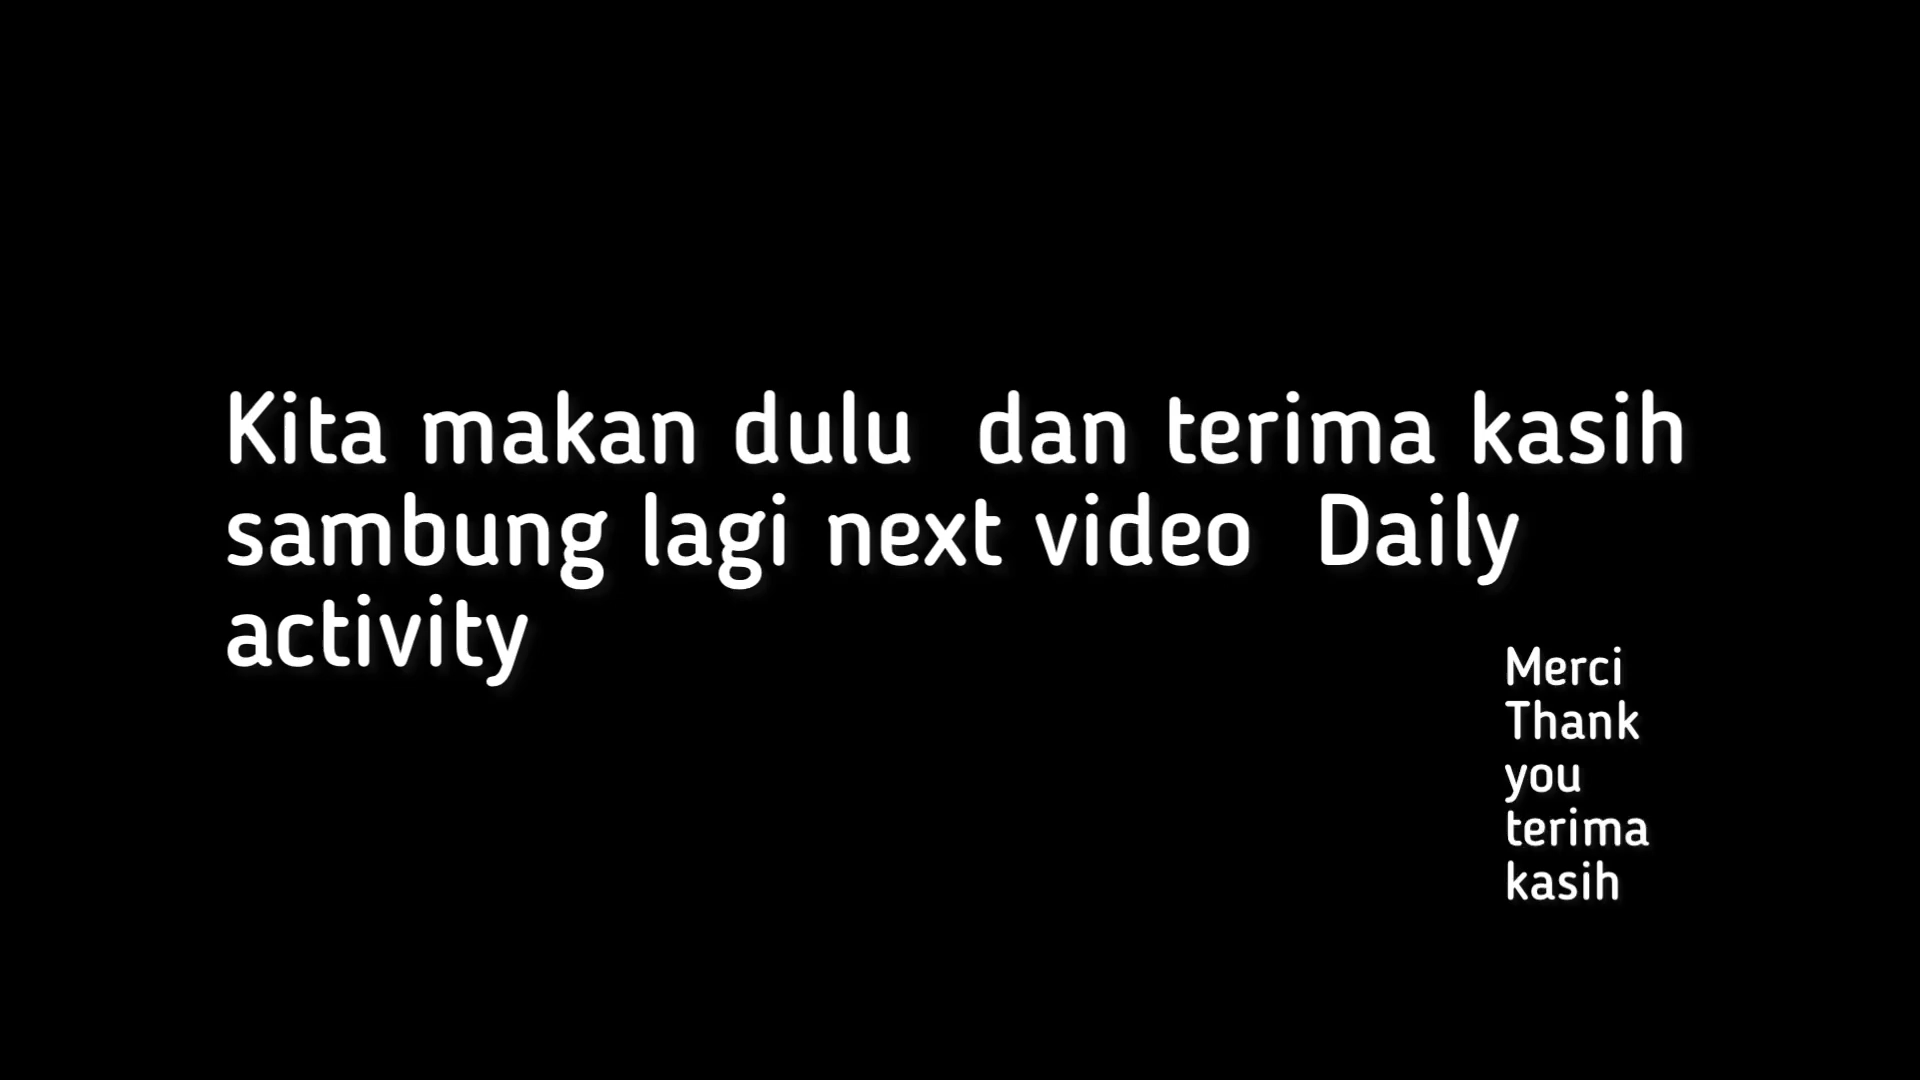 Kita makan dulu  dan terima kasih
sambung lagi next video  Daily
activity
Merci
Thank
you
terima
kasih